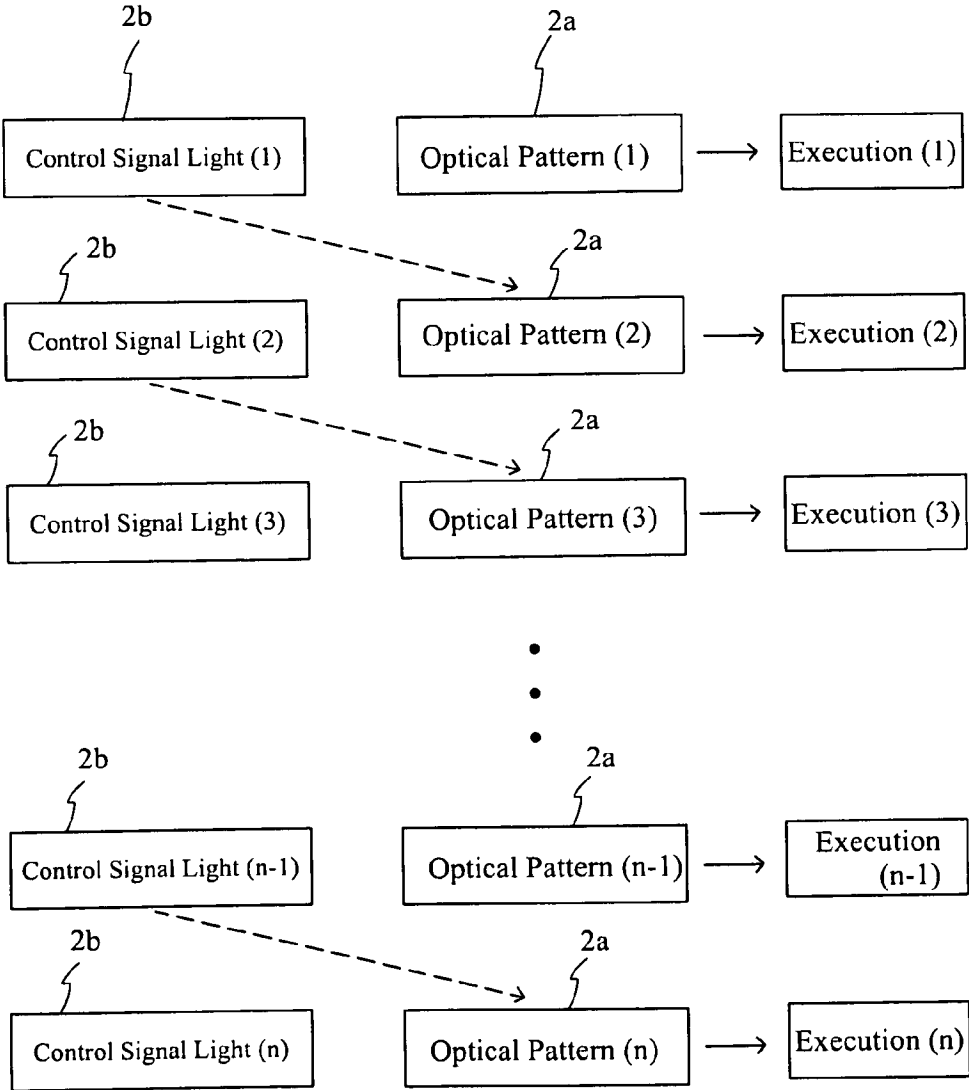 2b
2a
Control Signal Light (1)
Optical Pattern (1)
Execution (1)
2b
2a
Control Signal Light (2)
Optical Pattern (2)
Execution (2)
2b
2a
Control Signal Light (3)
Optical Pattern (3)
Execution (3)
2b
2a
Control Signal Light (n-1)
Optical Pattern (n-1)
Execution
(n-1)
2b
2a
Control Signal Light (n)
Optical Pattern (n)
Execution (n)